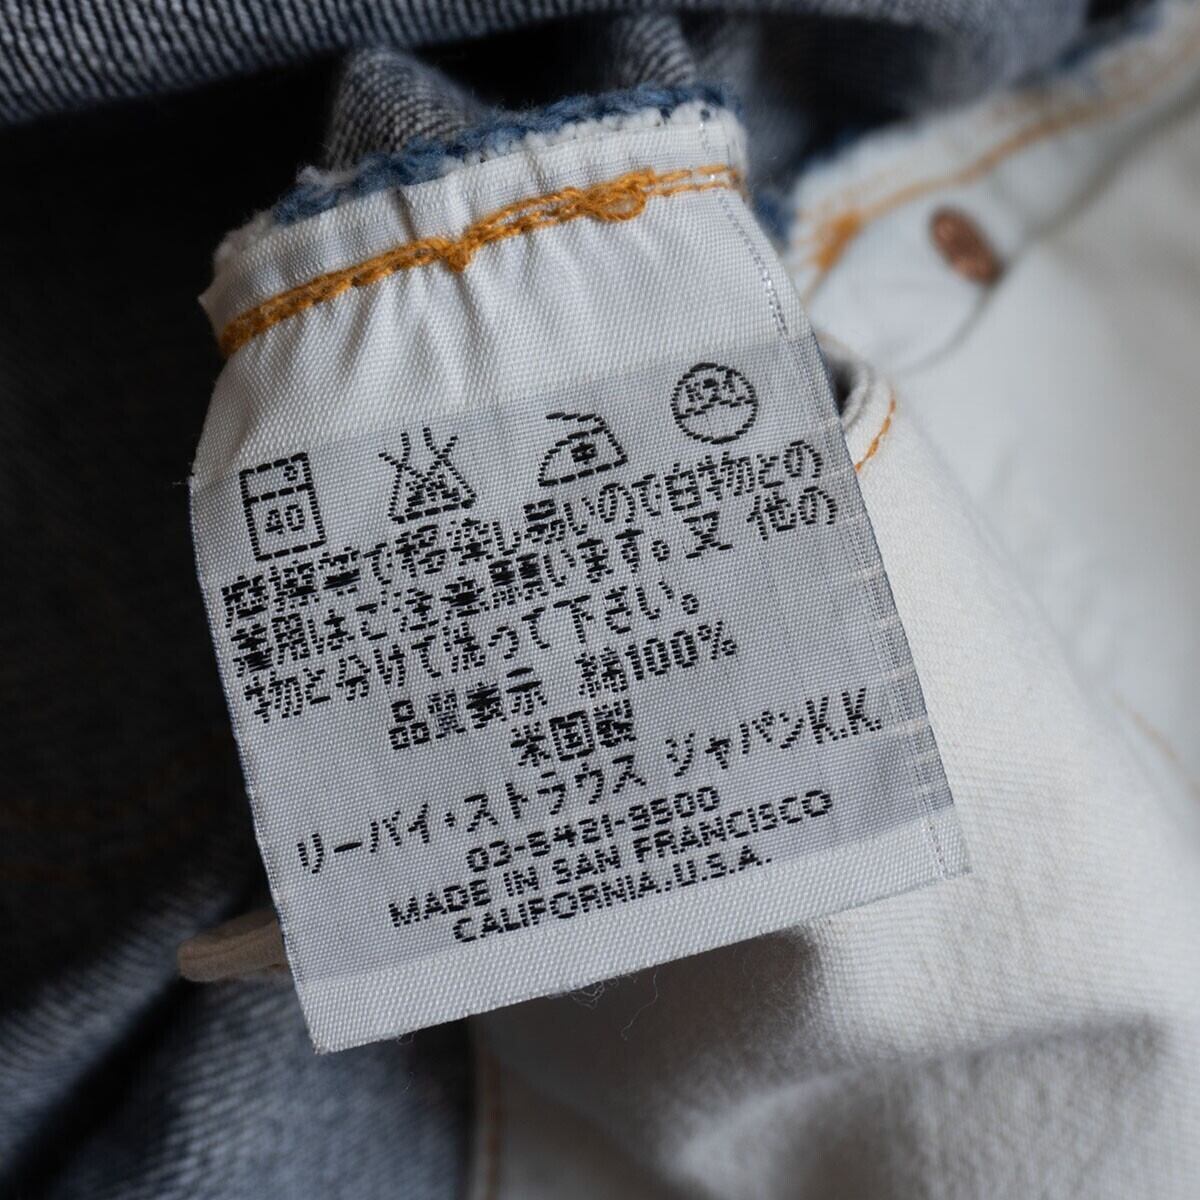 40
ドライ
摩擦等で移染し易いので白物との
着用はご注意願います。又 他の
物と分けて洗って下さい。
品質表示 綿100%
米国製
リーバイ・ストラウス ジャパンK.K.
03-5421-9500
MADE IN SAN FRANCISCO
CALIFORNIA.U.S.A.